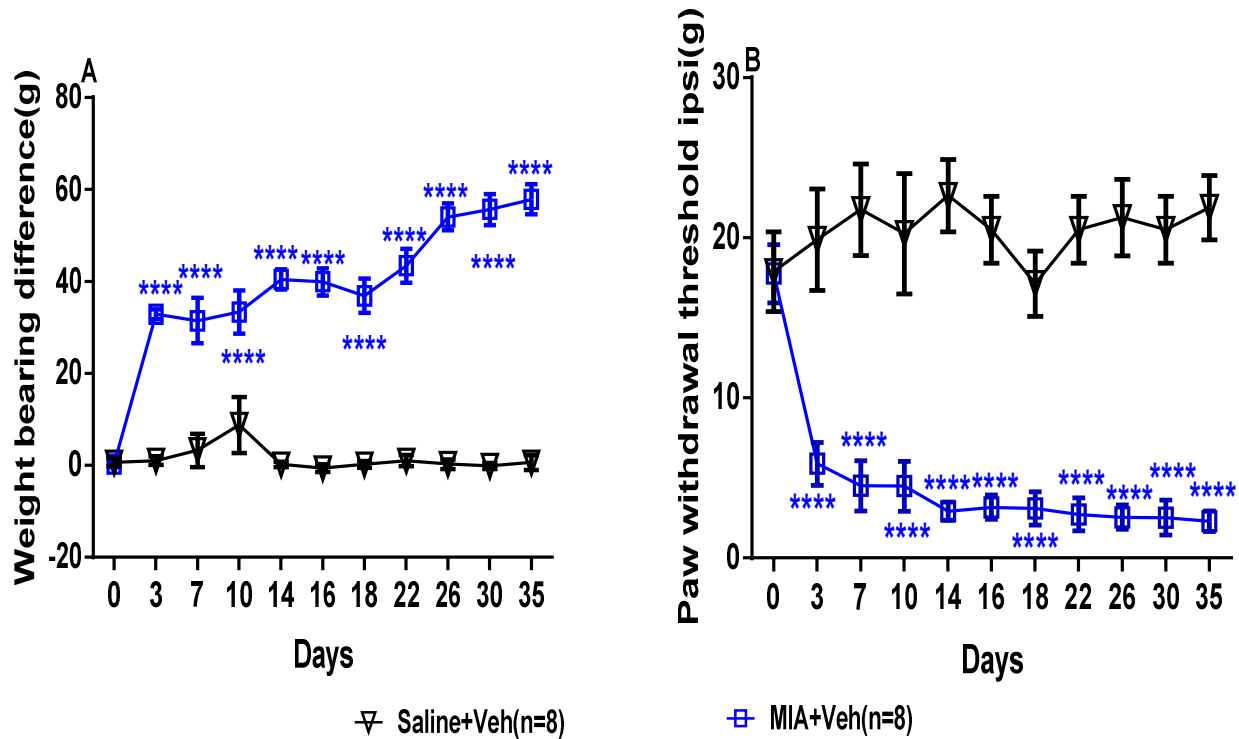 A
Weight bearing difference(g)
80
60
40
20
0
-20
**** **** **** **** **** **** **** **** **** ****
0 3 7 10 14 16 18 22 26 30 35
Days
B
Paw withdrawal threshold ipsi(g)
30
20
10
0
**** **** **** **** **** **** **** **** **** ****
0 3 7 10 14 16 18 22 26 30 35
Days
Saline+Veh(n=8)
MIA+Veh(n=8)